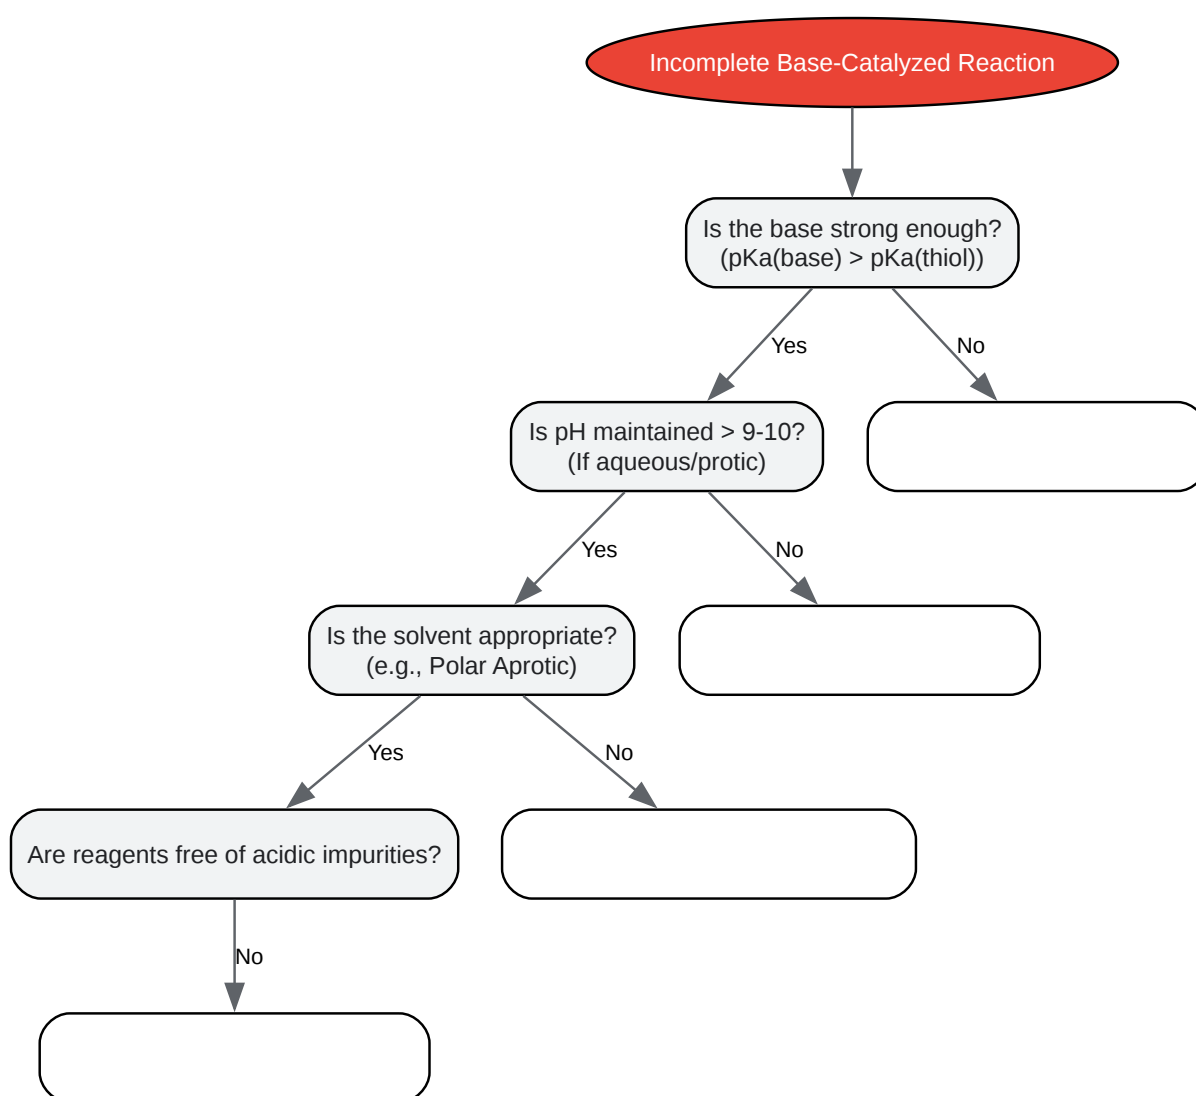 Incomplete Base-Catalyzed Reaction
Is the base strong enough?
(pKa(base) > pKa(thiol))
Yes
No
Is pH maintained > 9-10?
(If aqueous/protic)
Yes
No
Is the solvent appropriate?
(e.g., Polar Aprotic)
Yes
No
Are reagents free of acidic impurities?
No